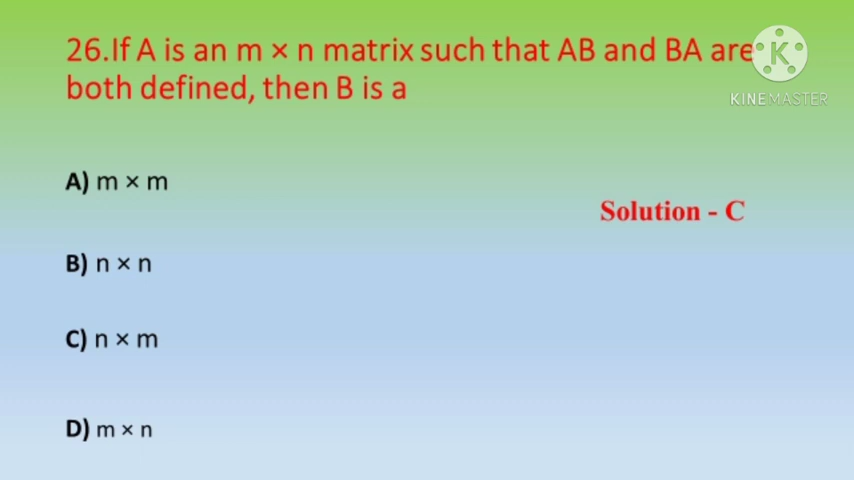 26.If A is an m × n matrix such that AB and BA are
both defined, then B is a
K
KINEMASTER
A) m × m
Solution - C
B) n × n
C) n × m
D) m × n